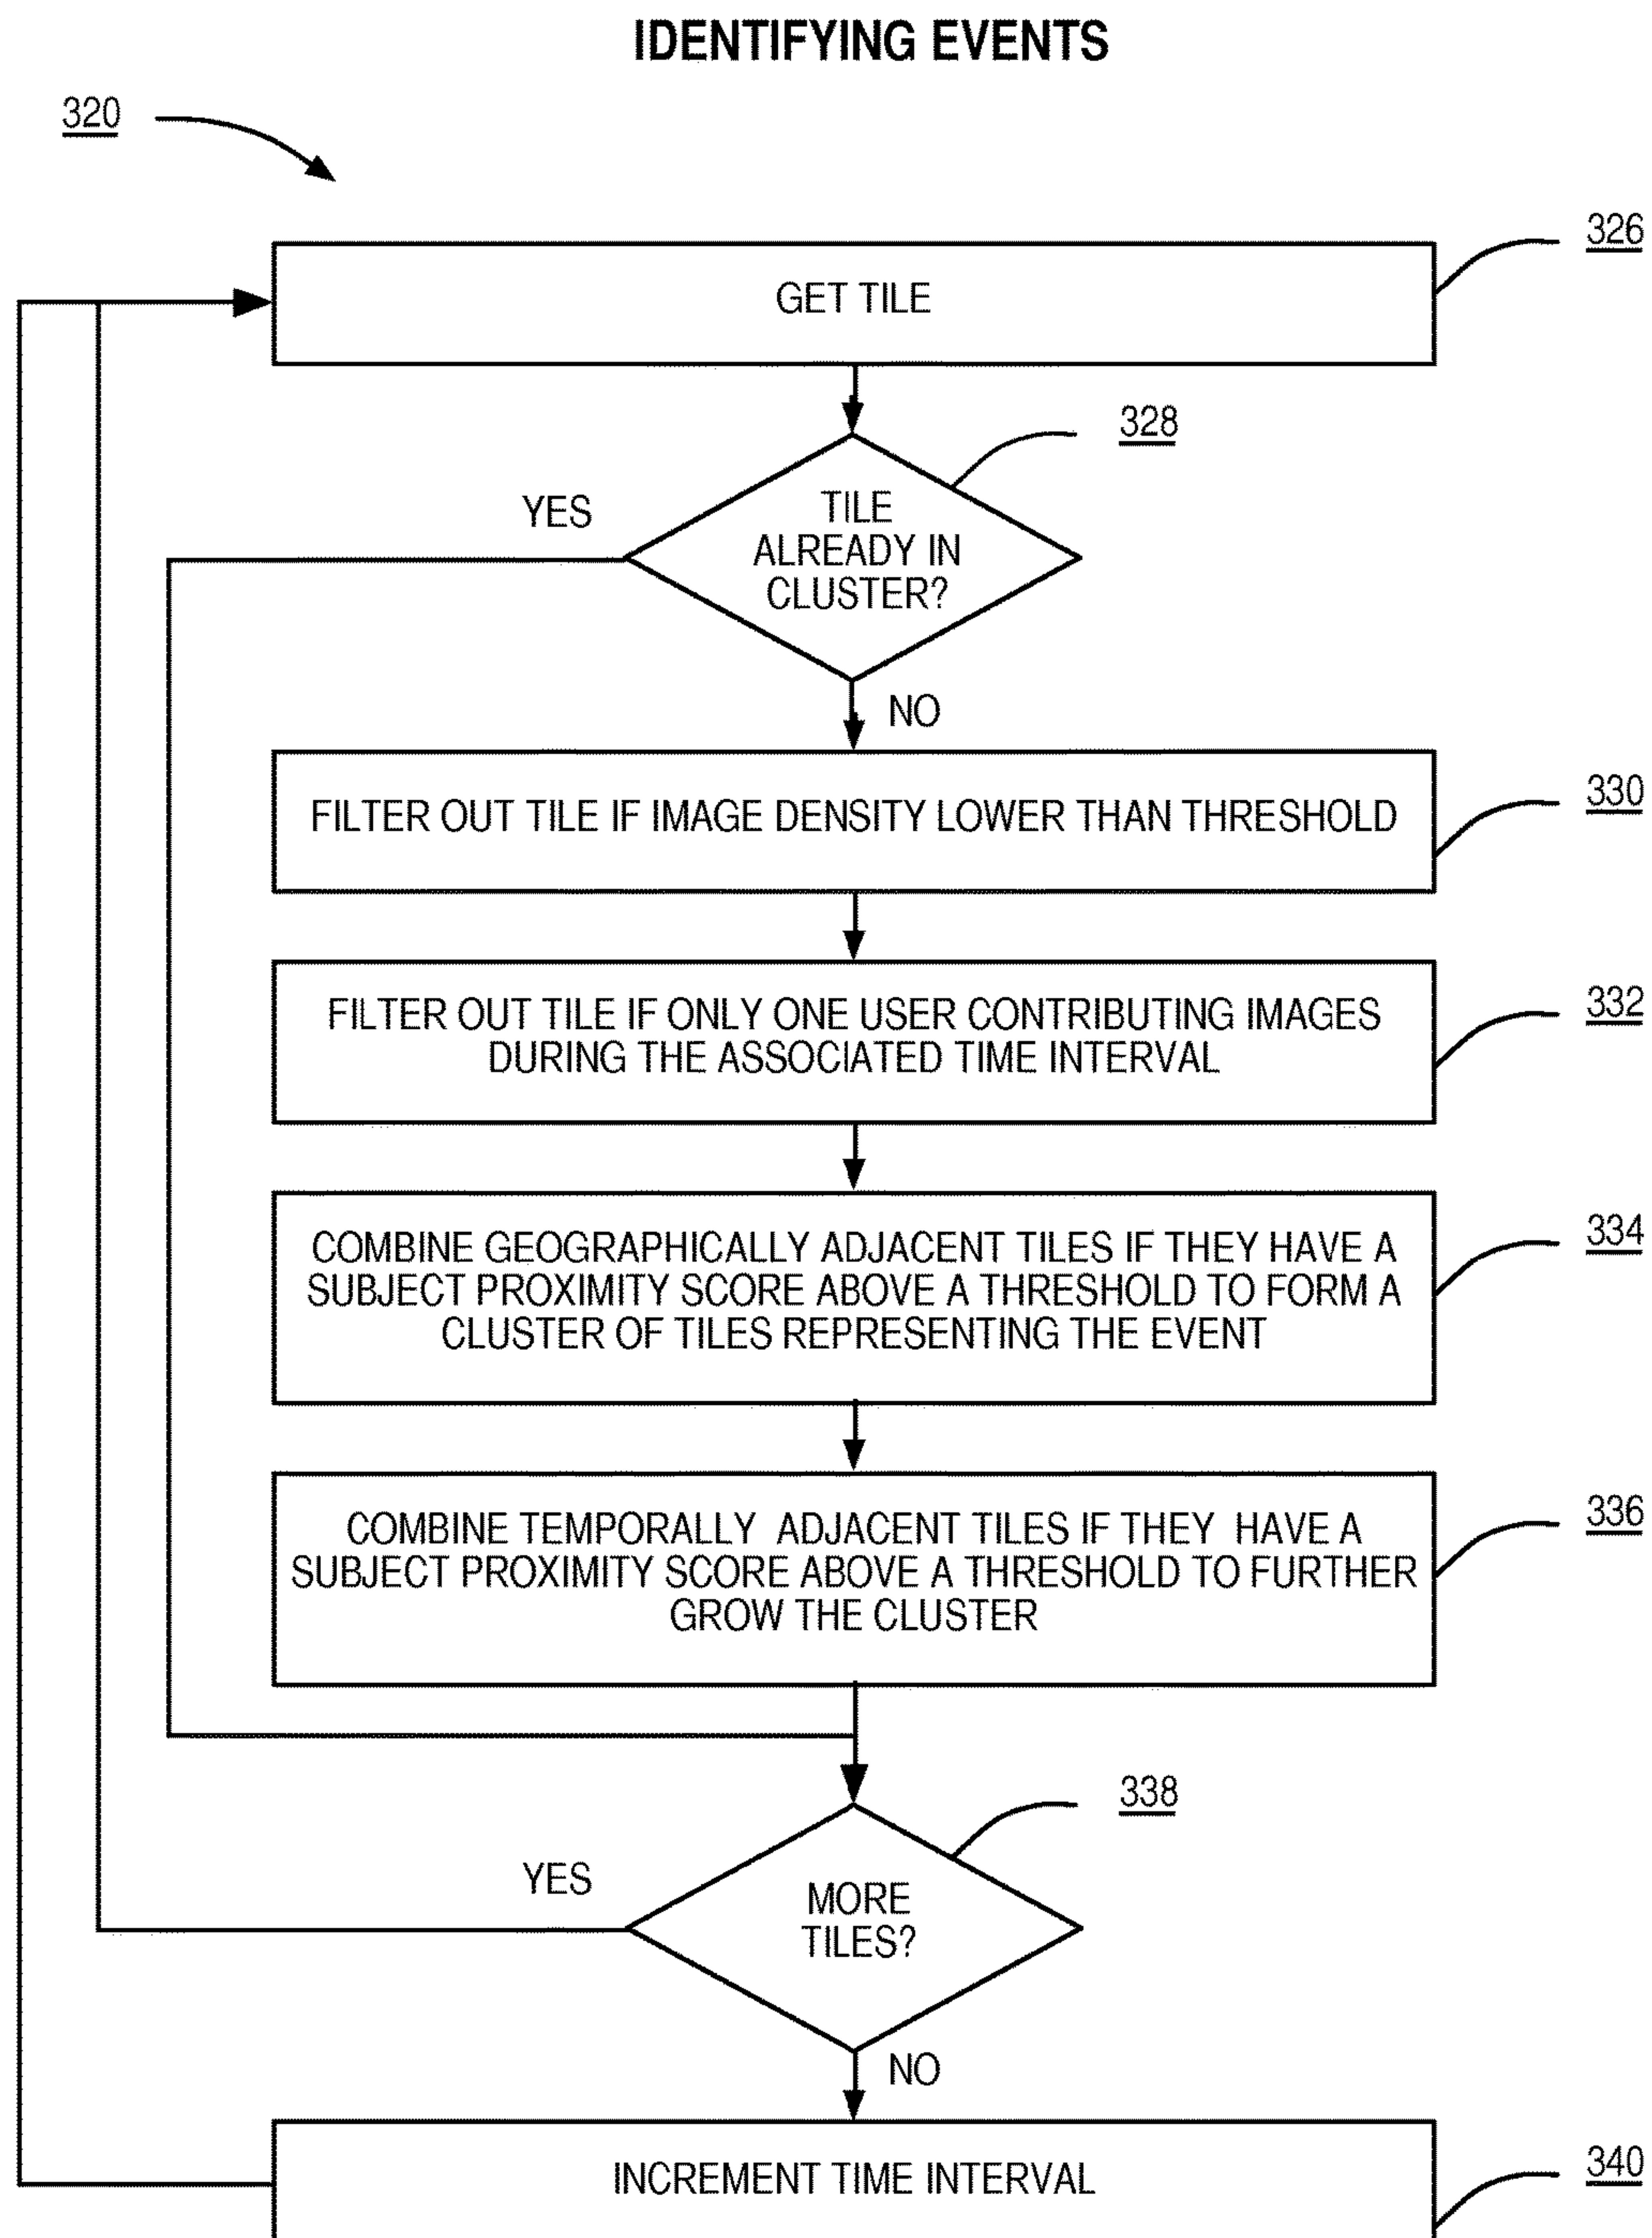 IDENTIFYING EVENTS
320
326
GET TILE
328
YES
TILE
ALREADY IN
CLUSTER?
NO
330
FILTER OUT TILE IF IMAGE DENSITY LOWER THAN THRESHOLD
332
FILTER OUT TILE IF ONLY ONE USER CONTRIBUTING IMAGES
DURING THE ASSOCIATED TIME INTERVAL
334
COMBINE GEOGRAPHICALLY ADJACENT TILES IF THEY HAVE A
SUBJECT PROXIMITY SCORE ABOVE A THRESHOLD TO FORM A
CLUSTER OF TILES REPRESENTING THE EVENT
336
COMBINE TEMPORALLY ADJACENT TILES IF THEY HAVE A
SUBJECT PROXIMITY SCORE ABOVE A THRESHOLD TO FURTHER
GROW THE CLUSTER
338
YES
MORE
TILES?
NO
INCREMENT TIME INTERVAL
340